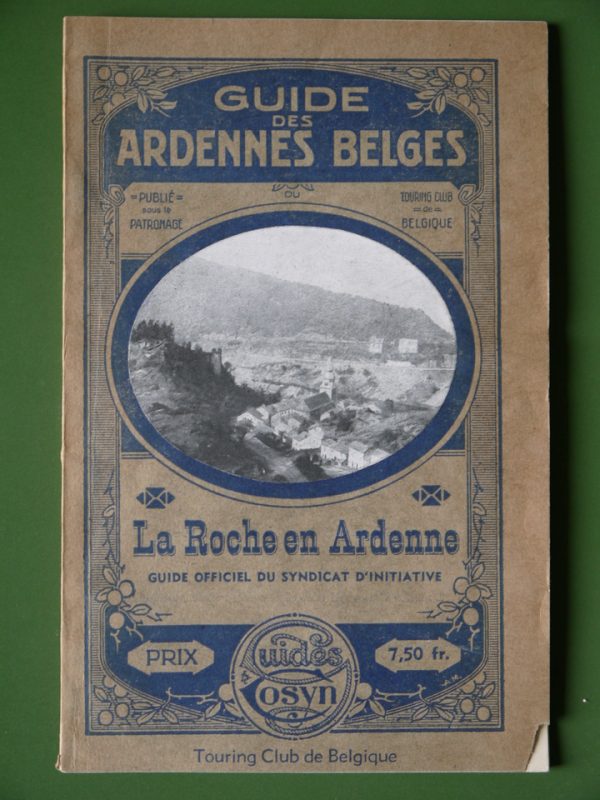 GUIDE
DES
ARDENNES BELGES
PUBLIÉ
sous le
PATRONAGE
DU
TOURING CLUB
de
BELGIQUE
La Roche en Ardenne
GUIDE OFFICIEL DU SYNDICAT D'INITIATIVE
PRIX
Guides
Cosyn
7,50 fr.
A.M.
Touring Club de Belgique